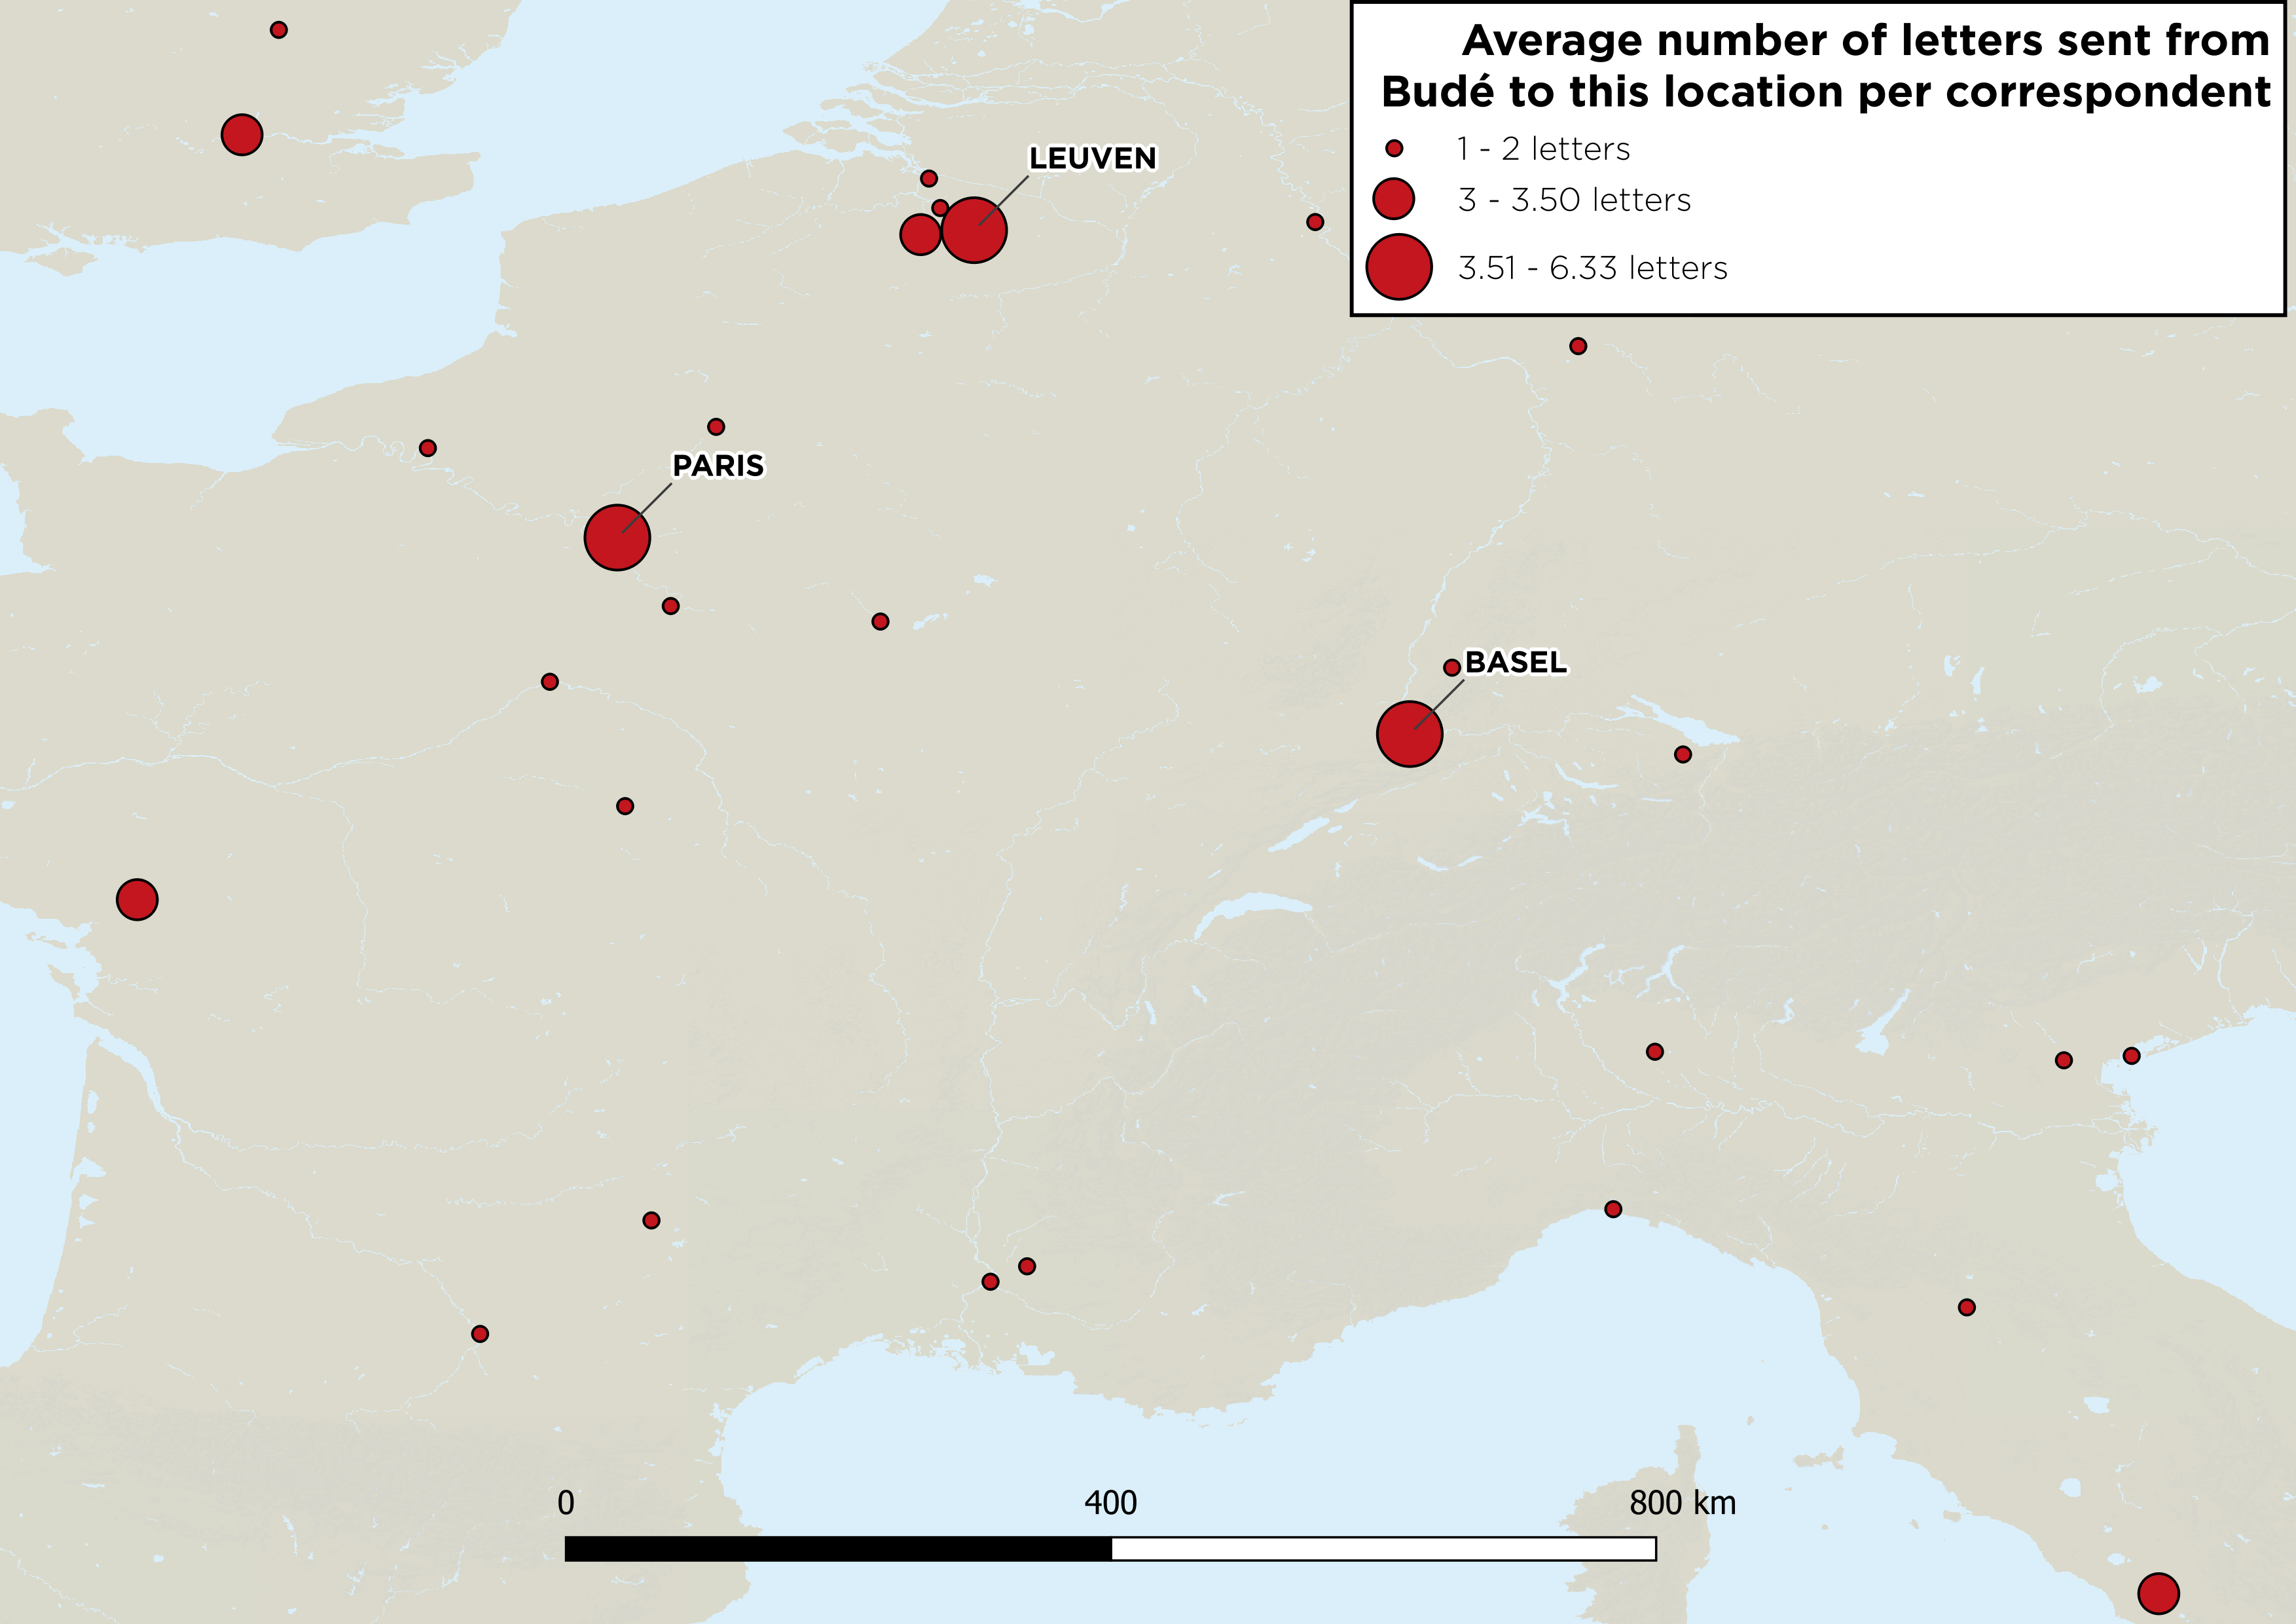 Average number of letters sent from
Budé to this location per correspondent
1 - 2 letters
3 - 3.50 letters
3.51 - 6.33 letters
LEUVEN
PARIS
BASEL
0 400 800 km